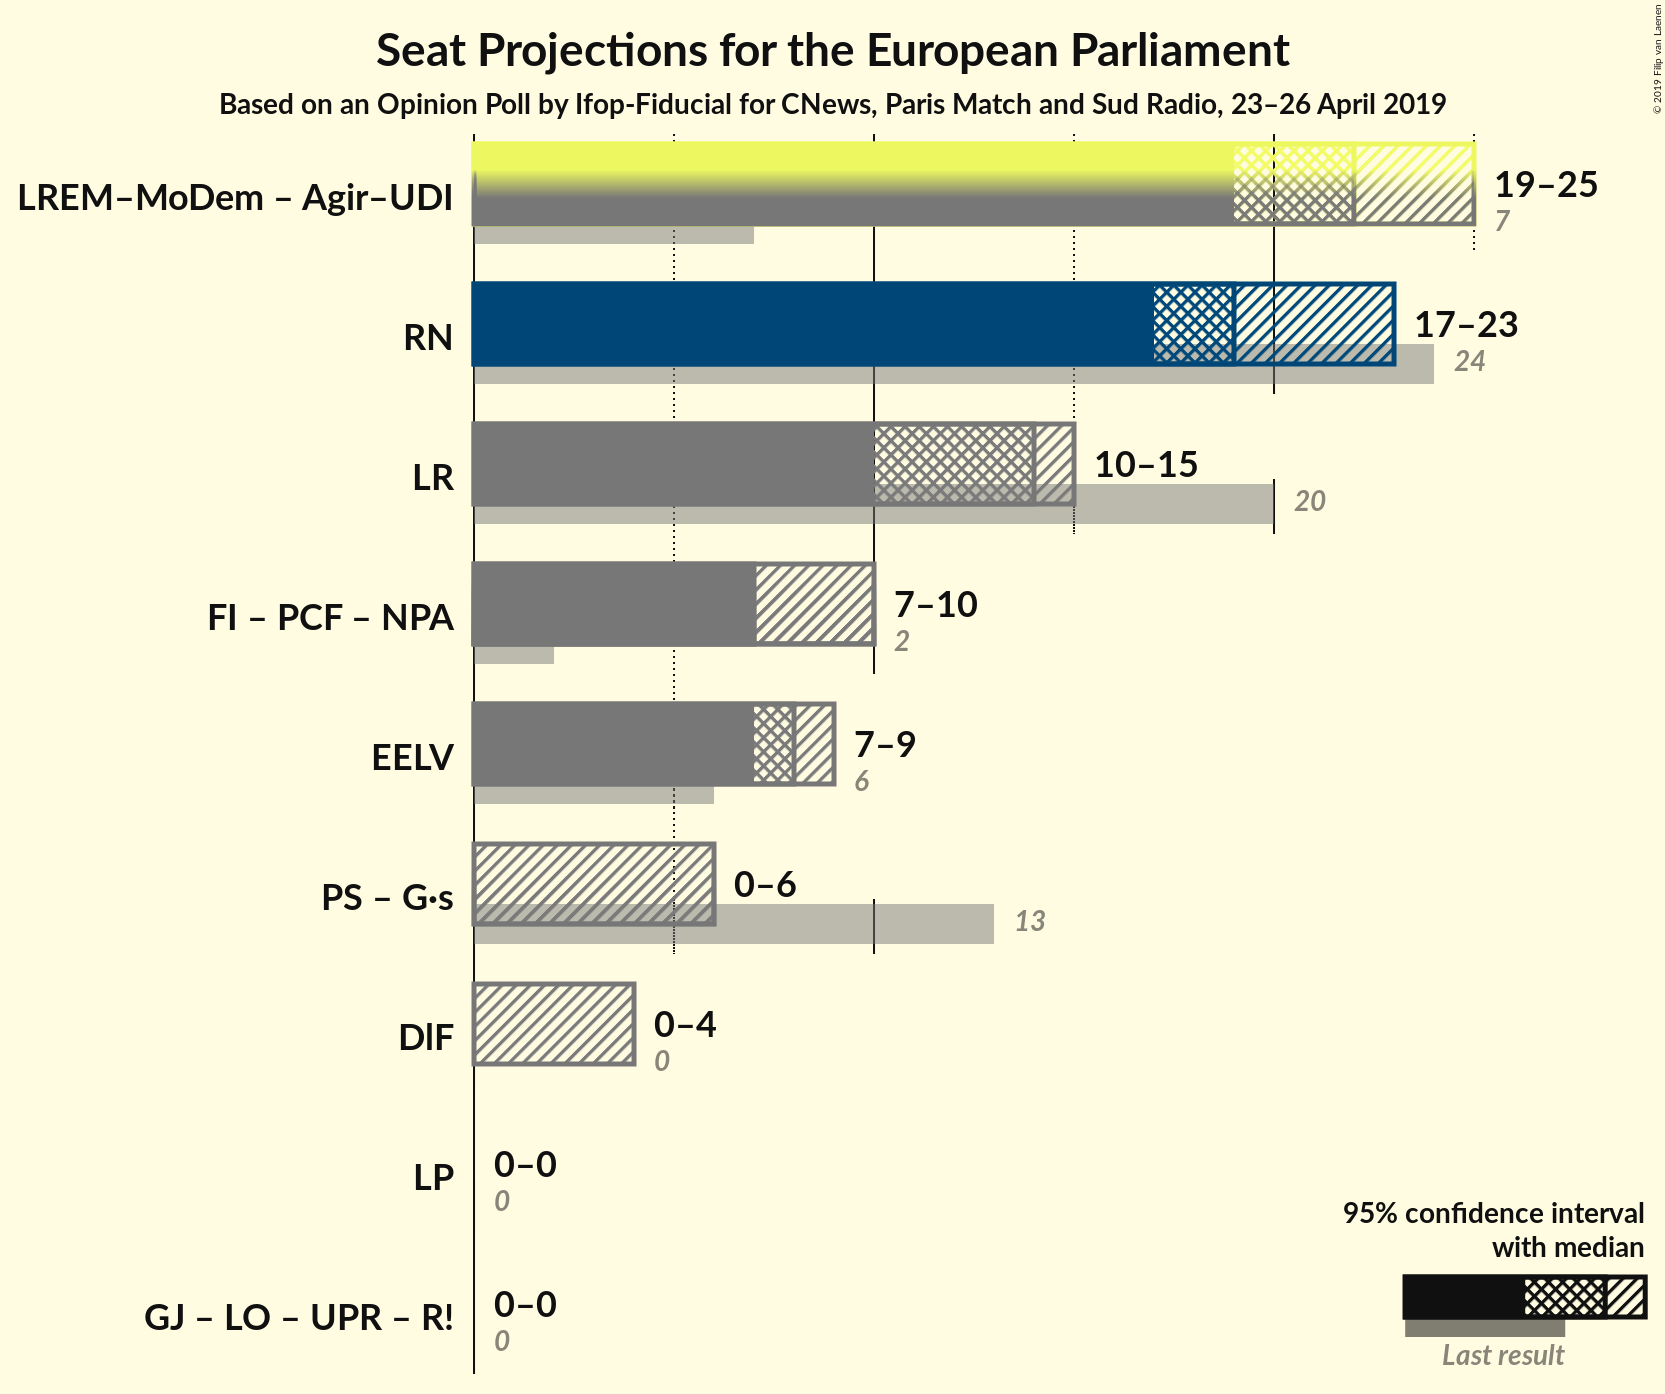 Seat Projections for the European Parliament
Based on an Opinion Poll by Ifop-Fiducial for CNews, Paris Match and Sud Radio, 23–26 April 2019
© 2019 Filip van Laenen
LREM–MoDem – Agir–UDI
19–25
7
RN
17–23
24
LR
10–15
20
FI – PCF – NPA
7–10
2
EELV
7–9
6
PS – G·s
0–6
13
DlF
0–4
0
LP
0–0
0
GJ – LO – UPR – R!
0–0
0
95% confidence interval
with median
Last result